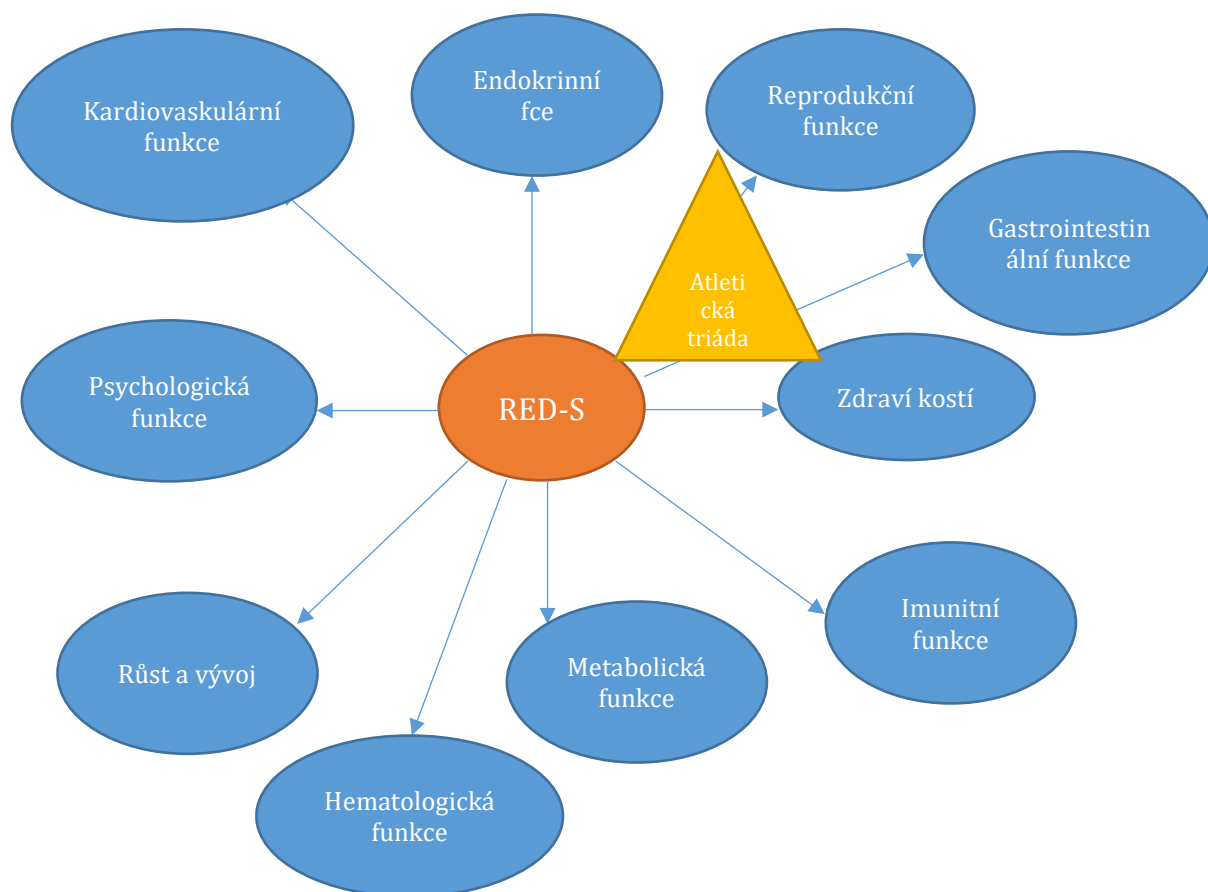 Kardiovaskulární
funkce
Endokrinní
fce
Reprodukční
funkce
Gastrointestin
ální funkce
Atleti
cká
triáda
Psychologická
funkce
RED-S
Zdraví kostí
Imunitní
funkce
Růst a vývoj
Metabolická
funkce
Hematologická
funkce